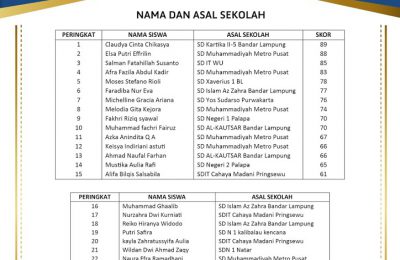 NAMA DAN ASAL SEKOLAH
PERINGKAT NAMA SISWA ASAL SEKOLAH SKOR
1 Claudya Cinta Chikasya SD Kartika II-5 Bandar Lampung 89
2 Elsa Putri Effrilin SD Muhammadiyah Metro Pusat 88
3 Salman Fatahillah Susanto SD IT WU 85
4 Afra Fazila Abdul Kadir SD Muhammadiyah Metro Pusat 83
5 Moses Stefano Rioli SD Xaverius 1 BL 78
6 Faradiba Nur Eva SD Islam Az Zahra Bandar Lampung 77
7 Michelline Gracia Ariana SD Yos Sudarso Purwakarta 76
8 Melodia Gita Kejora SD Muhammadiyah Metro Pusat 74
9 Fakhri Riziq syawal SD Negeri 1 Palapa 70
10 Muhammad fachri Fairuz SD AL-KAUTSAR Bandar Lampung 70
11 Azka Anindita Q.A SD Muhammadiyah Metro Pusat 67
12 Keisya Indiriani astuti SD Muhammadiyah Metro Pusat 66
13 Ahmad Naufal Farhan SD AL-KAUTSAR Bandar Lampung 66
14 Mustika Aulia Rafi SD Negeri 2 Palapa 65
15 Alifa Bilqis Salsabila SDIT Cahaya Madani Pringsewu 61
PERINGKAT NAMA SISWA ASAL SEKOLAH
16 Muhammad Ghaalib SD Islam Az Zahra Bandar Lampung
17 Nurzahra Dwi Kurniati SDIT Cahaya Madani Pringsewu
18 Reiko Hiranya Widodo SD Islam Az Zahra Bandar Lampung
19 Putri Safira SD N 1 kalibalau kencana
20 kayla Zahratussyifa Aulia SDIT Cahaya Madani Pringsewu
21 Wildan Dwi Ahmad Zaqi SDN 1 Natar
22 Naura Efra Ramadhani SD Muhammadiyah Metro Pusat